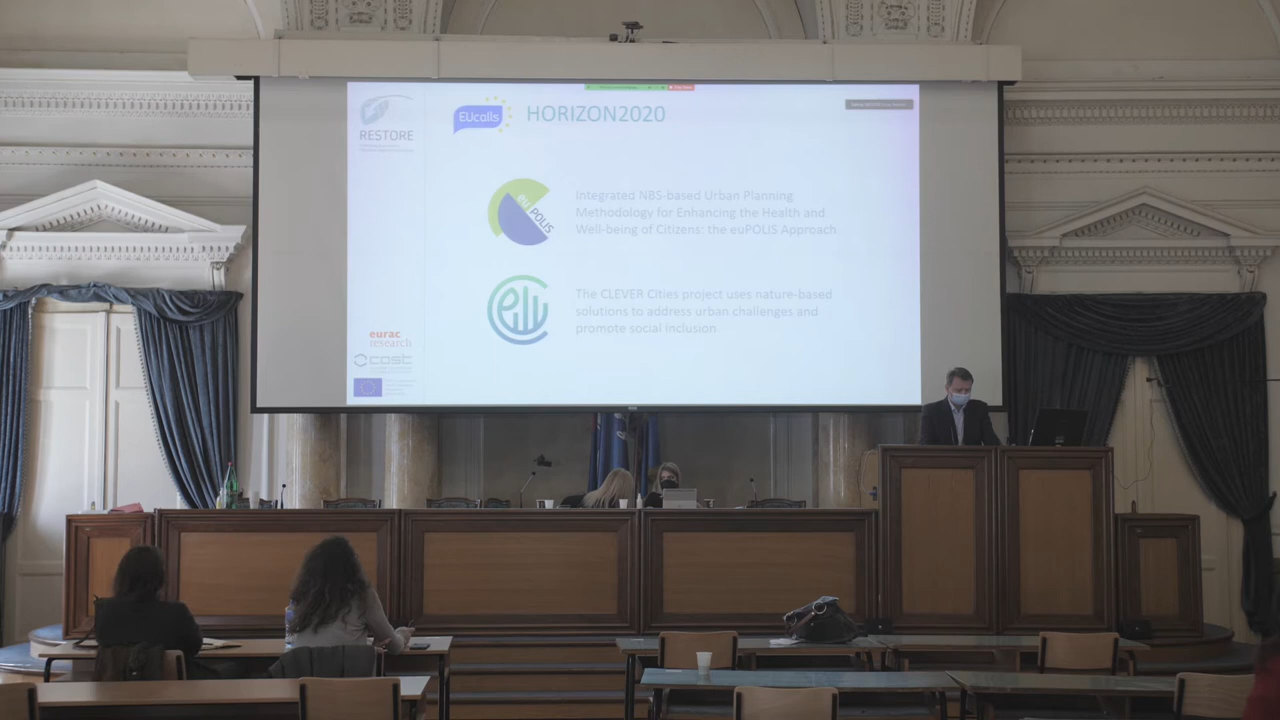 RESTORE
EUcalls
HORIZON2020
eu POLIS
Integrated NBS-based Urban Planning
Methodology for Enhancing the Health and
Well-being of Citizens: the euPOLIS Approach
The CLEVER Cities project uses nature-based
solutions to address urban challenges and
promote social inclusion.
eurac
research
cost